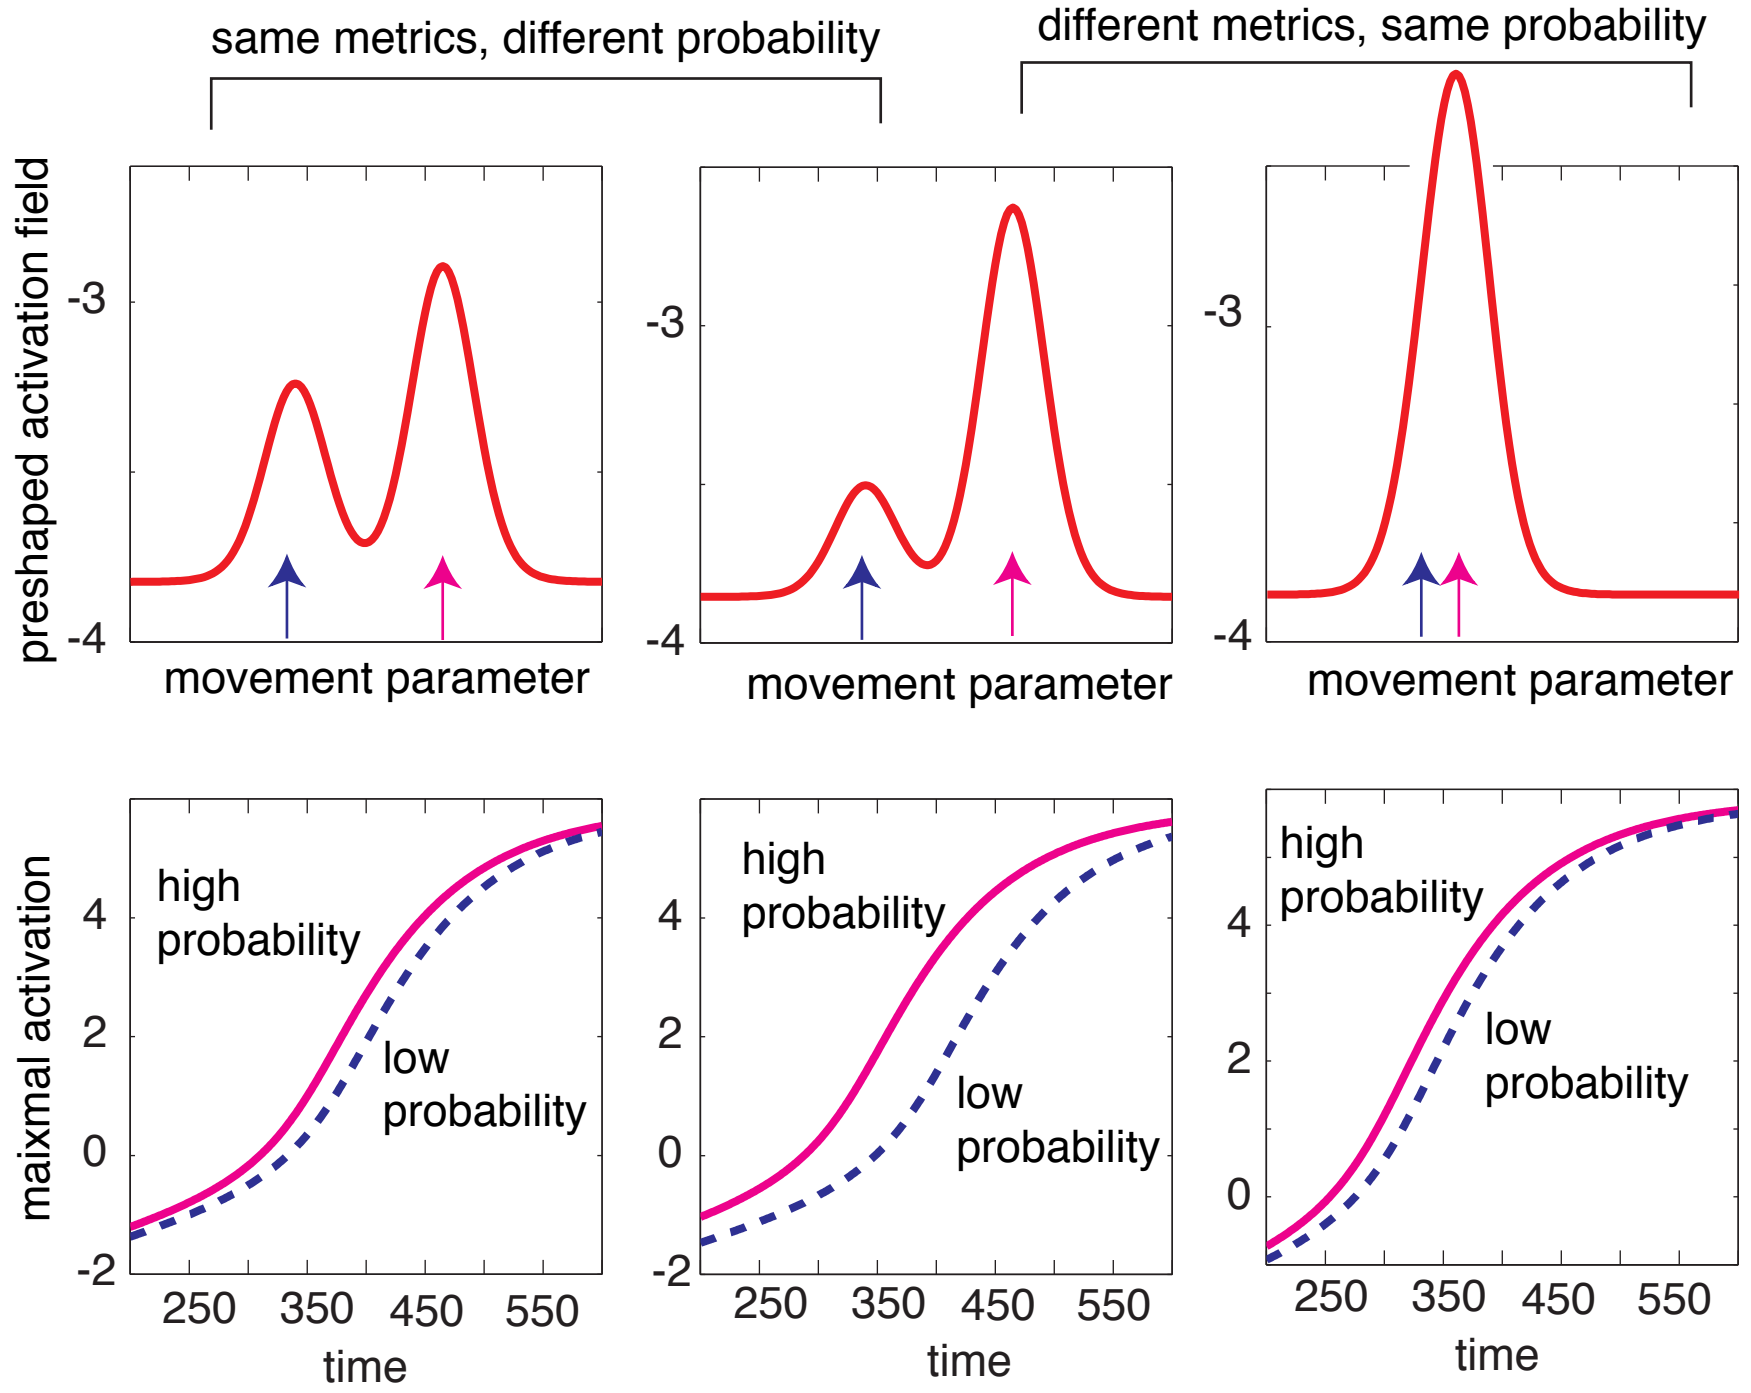 same metrics, different probability
different metrics, same probability
preshaped activation field
-3
-4
movement parameter
-3
-4
movement parameter
-3
-4
movement parameter
maixmal activation
high
probability
low
probability
4
2
0
-2
250 350 450 550
time
high
probability
low
probability
4
2
0
-2
250 350 450 550
time
high
probability
low
probability
4
2
0
250 350 450 550
time